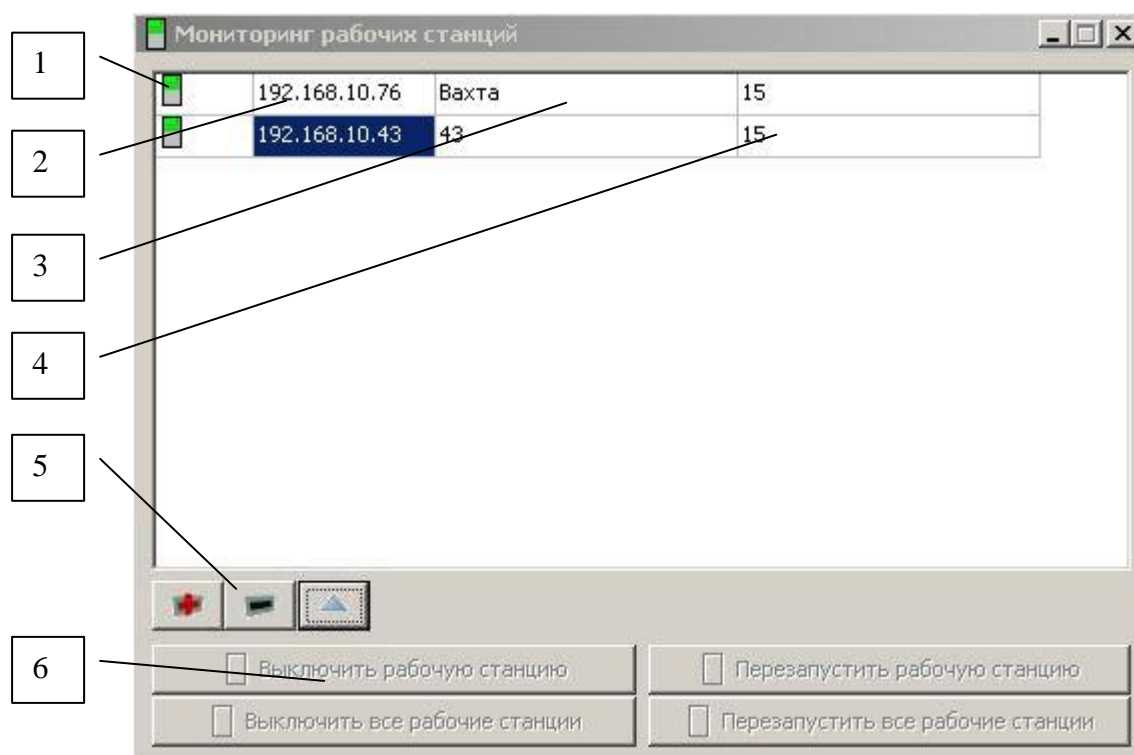 Мониторинг рабочих станций
1
192.168.10.76 Вахта 15
2
192.168.10.43 43 15
3
4
5
6
Выключить рабочую станцию Перезапустить рабочую станцию
Выключить все рабочие станции Перезапустить все рабочие станции